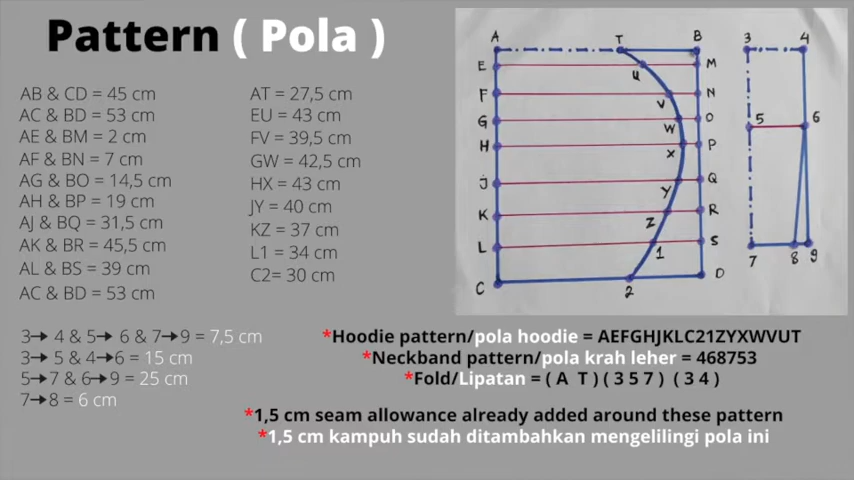 Pattern ( Pola )
AB & CD = 45 cm
AC & BD = 53 cm
AE & BM = 2 cm
AF & BN = 7 cm
AG & BO = 14,5 cm
AH & BP = 19 cm
AJ & BQ = 31,5 cm
AK & BR = 45,5 cm
AL & BS = 39 cm
AC & BD = 53 cm
AT = 27,5 cm
EU = 43 cm
FV = 39,5 cm
GW = 42,5 cm
HX = 43 cm
JY = 40 cm
KZ = 37 cm
L1 = 34 cm
C2= 30 cm
A T B
E U M
F V N
G W O
H X P
J Y Q
K Z R
L 1 S
C 2 D
3 4
5 6
7 8 9
3→ 4 & 5→ 6 & 7→9 = 7,5 cm
3→ 5 & 4→6 = 15 cm
5→7 & 6→9 = 25 cm
7→8 = 6 cm
*Hoodie pattern/pola hoodie = AEFGHJKLC21ZYXWVUT
*Neckband pattern/pola krah leher = 468753
*Fold/Lipatan = ( A T ) ( 3 5 7 ) ( 3 4 )
*1,5 cm seam allowance already added around these pattern
*1,5 cm kampuh sudah ditambahkan mengelilingi pola ini